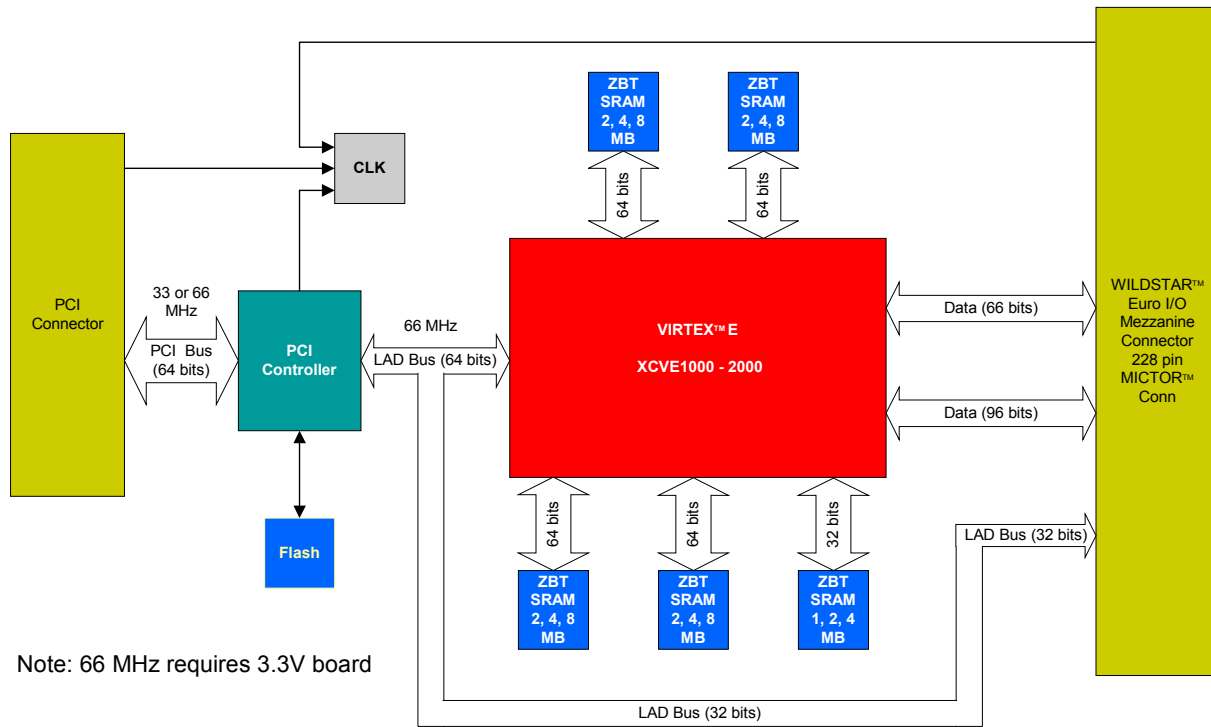 ZBT
SRAM
2, 4, 8
MB
ZBT
SRAM
2, 4, 8
MB
CLK
64 bits
64 bits
PCI
Connector
33 or 66
MHz
PCI Bus
(64 bits)
PCI
Controller
66 MHz
LAD Bus (64 bits)
VIRTEX™ E
XCVE1000 - 2000
Data (66 bits)
Data (96 bits)
WILDSTAR™
Euro I/O
Mezzanine
Connector
228 pin
MICTOR™
Conn
Flash
64 bits
64 bits
32 bits
LAD Bus (32 bits)
ZBT
SRAM
2, 4, 8
MB
ZBT
SRAM
2, 4, 8
MB
ZBT
SRAM
1, 2, 4
MB
Note: 66 MHz requires 3.3V board
LAD Bus (32 bits)